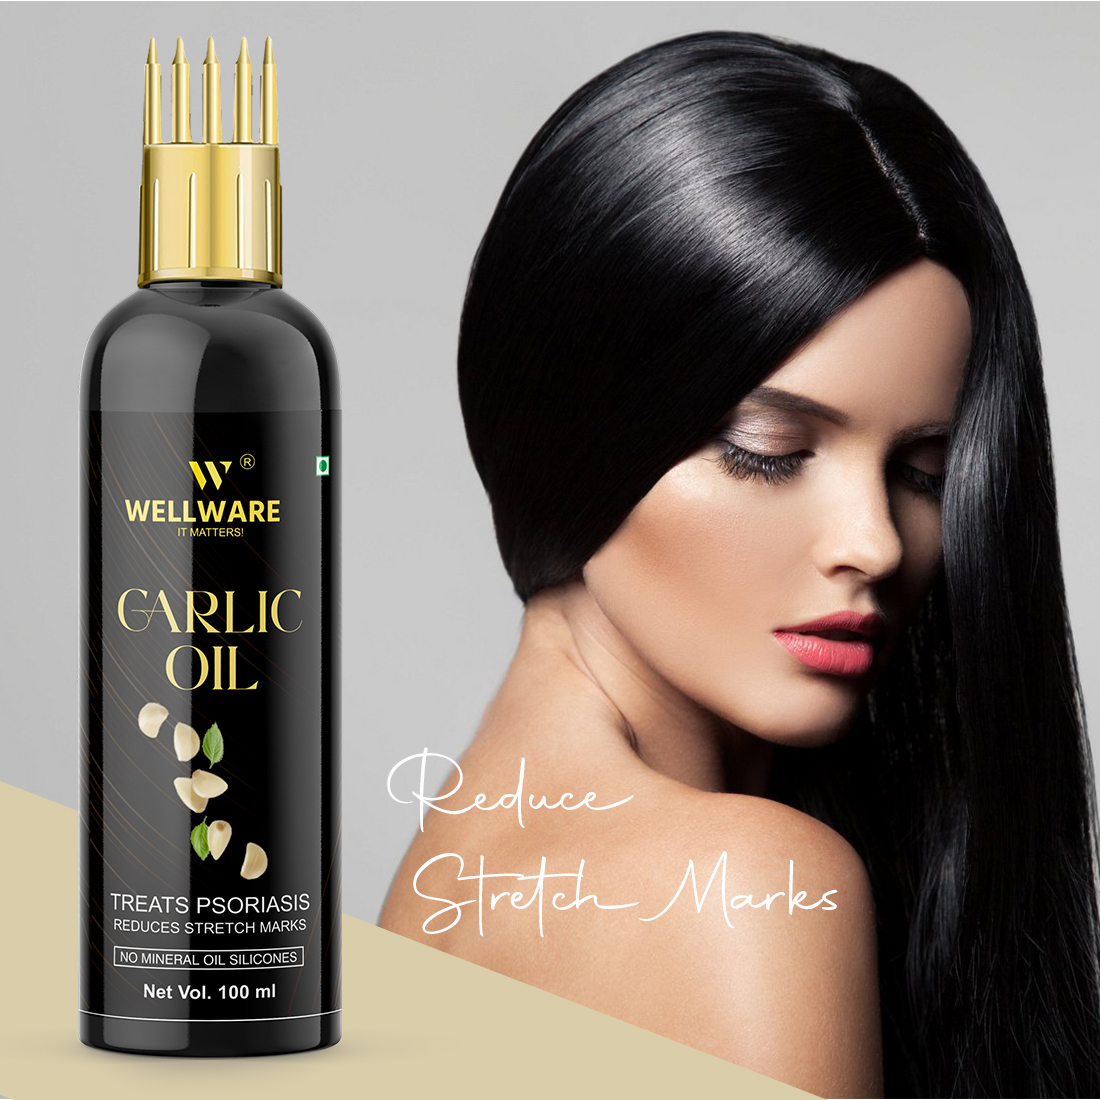 W ®
WELLWARE
IT MATTERS!
GARLIC
OIL
TREATS PSORIASIS
REDUCES STRETCH MARKS
NO MINERAL OIL SILICONES
Net Vol. 100 ml
Reduce
Stretch Marks